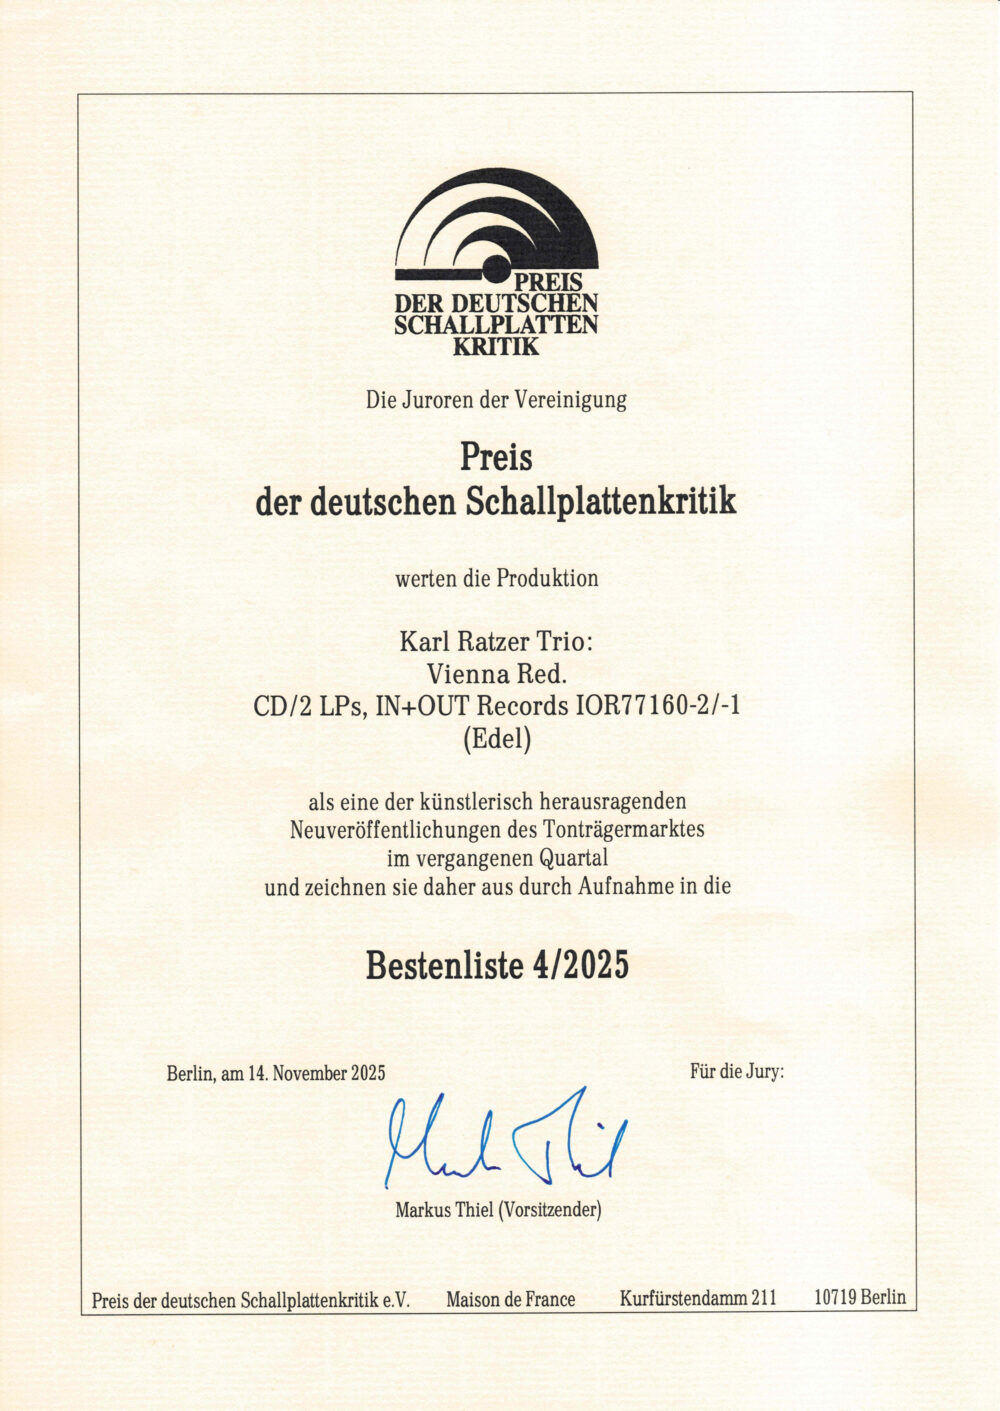 PREIS
DER DEUTSCHEN
SCHALLPLATTEN
KRITIK
Die Juroren der Vereinigung
Preis
der deutschen Schallplattenkritik
werten die Produktion
Karl Ratzer Trio:
Vienna Red.
CD/2 LPs, IN+OUT Records IOR77160-2/-1
(Edel)
als eine der künstlerisch herausragenden
Neuveröffentlichungen des Tonträgermarktes
im vergangenen Quartal
und zeichnen sie daher aus durch Aufnahme in die
Bestenliste 4/2025
Berlin, am 14. November 2025 Für die Jury:
Markus Thiel
Markus Thiel (Vorsitzender)
Preis der deutschen Schallplattenkritik e.V. Maison de France Kurfürstendamm 211 10719 Berlin